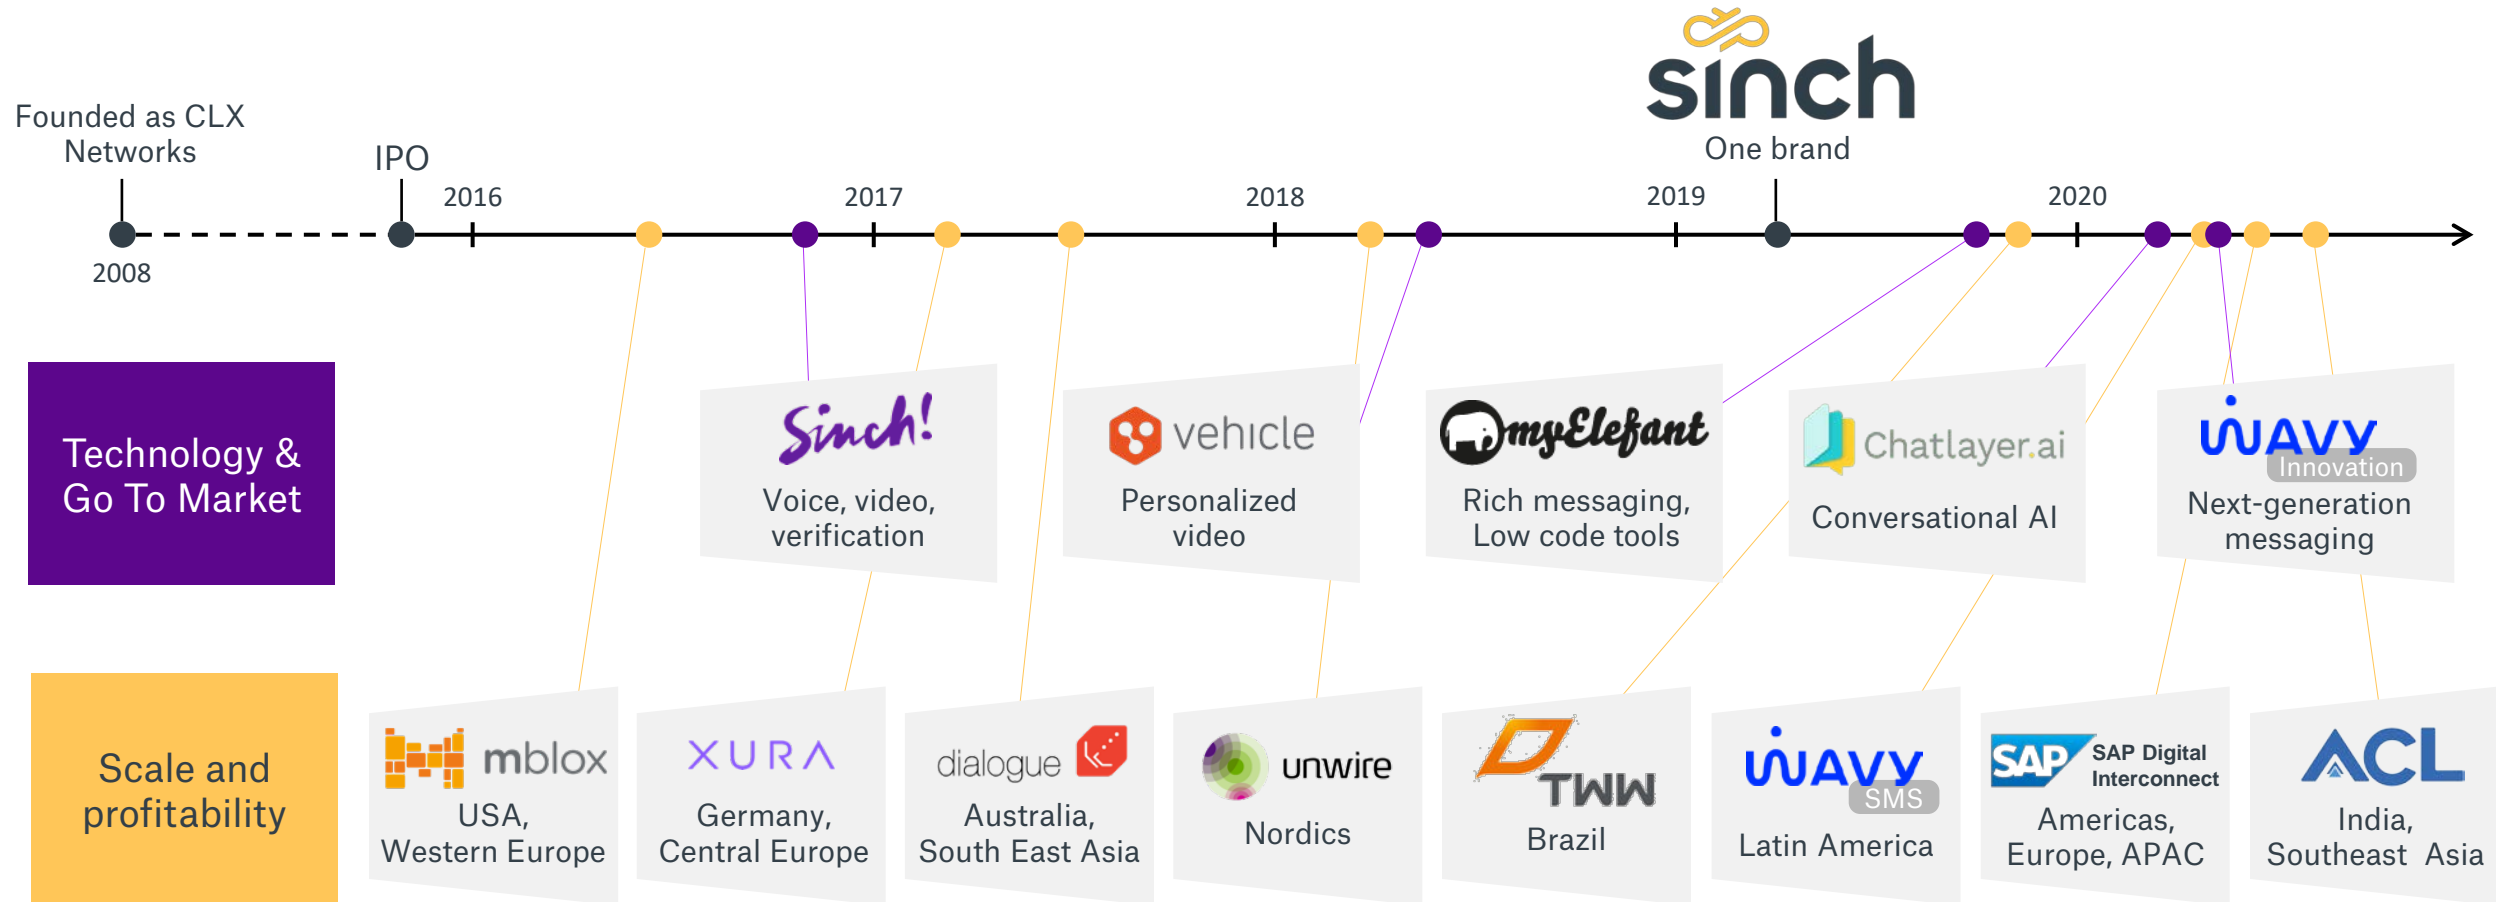 sinch
One brand
Founded as CLX
Networks
IPO
2016
2017
2018
2019
2020
2008
Technology &
Go To Market
Sinch!
Voice, video,
verification
vehicle
Personalized
video
myElefant
Rich messaging,
Low code tools
Chatlayer.ai
Conversational AI
WAVY
Innovation
Next-generation
messaging
Scale and
profitability
mblox
USA,
Western Europe
XURA
Germany,
Central Europe
dialogue
Australia,
South East Asia
unwire
Nordics
TWW
Brazil
WAVY
SMS
Latin America
SAP
SAP Digital
Interconnect
Americas,
Europe, APAC
ACL
India,
Southeast Asia